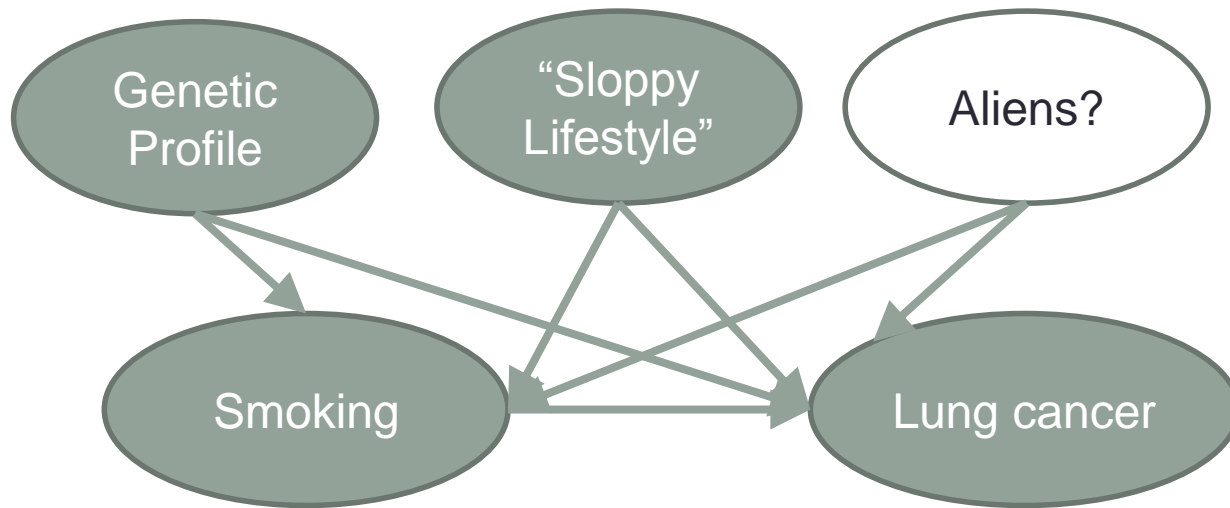 Genetic
Profile
“Sloppy
Lifestyle”
Aliens?
Smoking
Lung cancer